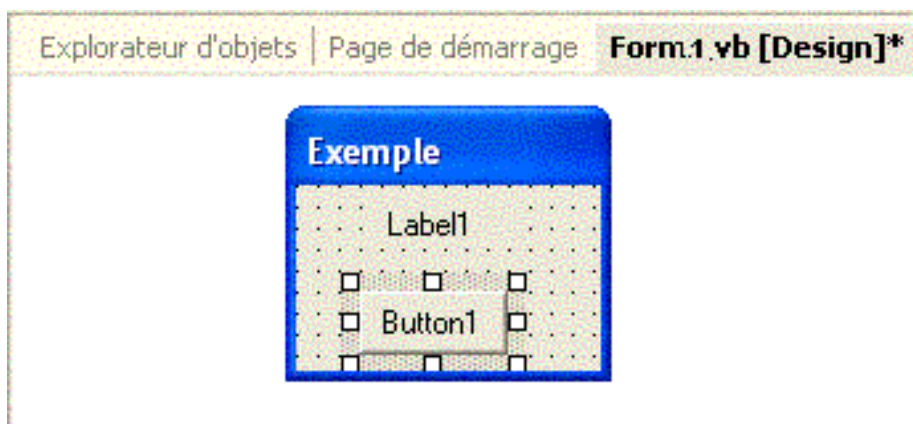 Explorateur d'objets | Page de démarrage Form1.vb [Design]*
Exemple
Label1
Button1